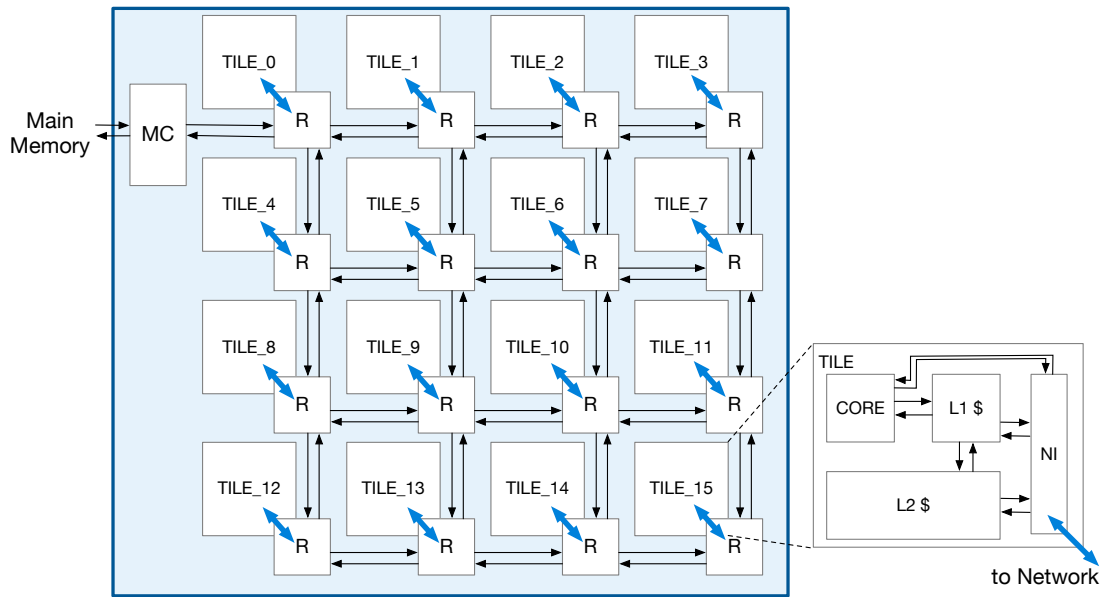 TILE_0
TILE_1
TILE_2
TILE_3
R
R
R
R
Main
Memory
MC
TILE_4
TILE_5
TILE_6
TILE_7
R
R
R
R
TILE_8
TILE_9
TILE_10
TILE_11
R
R
R
R
TILE_12
TILE_13
TILE_14
TILE_15
R
R
R
R
TILE
CORE
L1 $
NI
L2 $
to Network